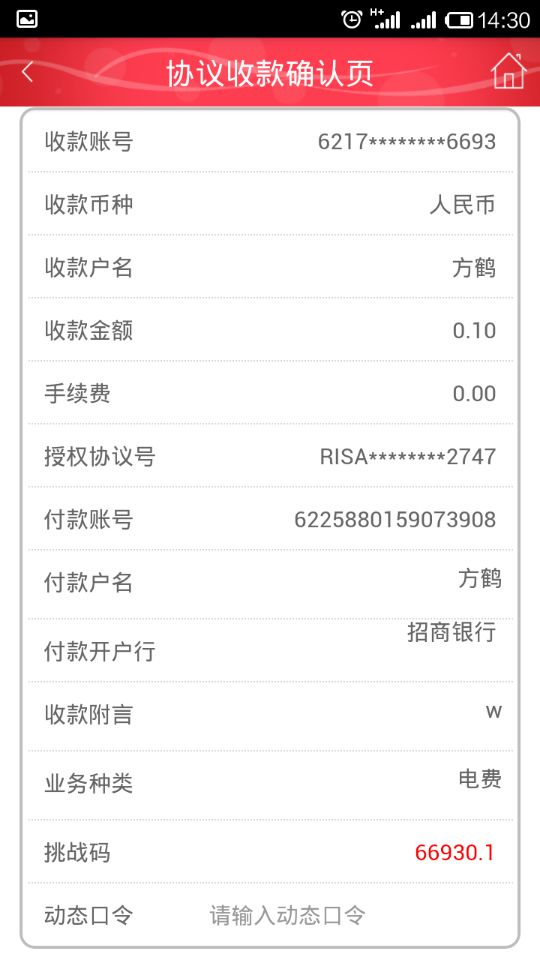 H+ 14:30
协议收款确认页
收款账号 6217********6693
收款币种 人民币
收款户名 方鹤
收款金额 0.10
手续费 0.00
授权协议号 RISA********2747
付款账号 6225880159073908
付款户名 方鹤
付款开户行 招商银行
收款附言 w
业务种类 电费
挑战码 66930.1
动态口令 请输入动态口令